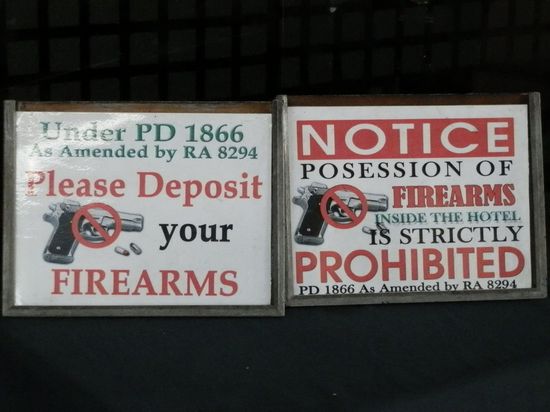 Under PD 1866
As Amended by RA 8294
Please Deposit
your
FIREARMS
NOTICE
POSESSION OF
FIREARMS
INSIDE THE HOTEL
IS STRICTLY
PROHIBITED
PD 1866 As Amended by RA 8294